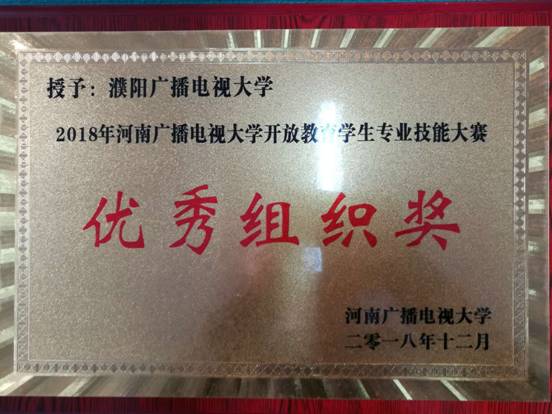 授予：濮阳广播电视大学
2018年河南广播电视大学开放教育学生专业技能大赛
优秀组织奖
河南广播电视大学
二零一八年十二月